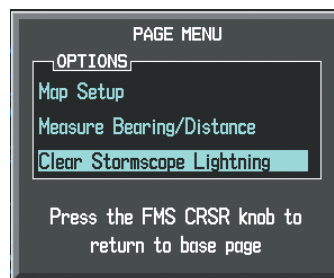 PAGE MENU
OPTIONS
Map Setup
Measure Bearing/Distance
Clear Stormscope Lightning
Press the FMS CRSR knob to
return to base page